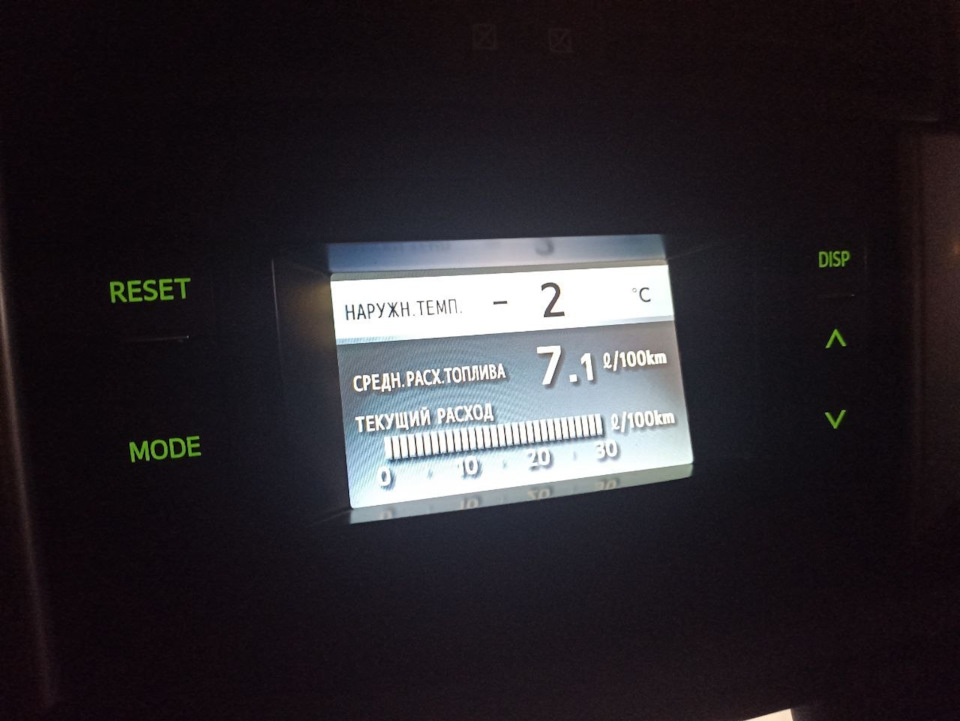 RESET
MODE
НАРУЖН.ТЕМП. - 2 °C
СРЕДН.РАСХ.ТОПЛИВА 7.1 ℓ/100km
ТЕКУЩИЙ РАСХОД
ℓ/100km
0 10 20 30
DISP